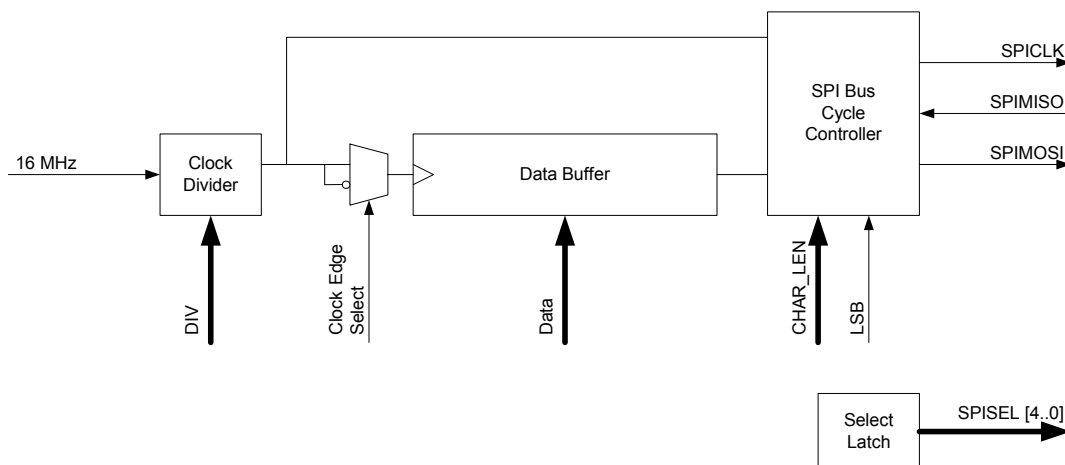 SPICLK
SPI Bus
Cycle
Controller
SPIMISO
16 MHz
Clock
Divider
Data Buffer
SPIMOSI
DIV
Clock Edge
Select
Data
CHAR_LEN
LSB
Select
Latch
SPISEL [4..0]